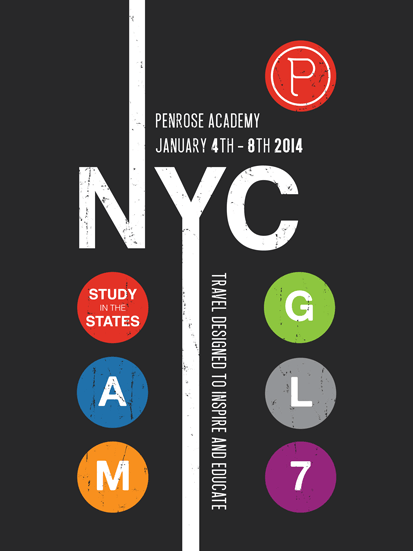 P
PENROSE ACADEMY
JANUARY 4TH - 8TH 2014
NYC
STUDY
IN THE
STATES
A
M
TRAVEL DESIGNED TO INSPIRE AND EDUCATE
G
L
7